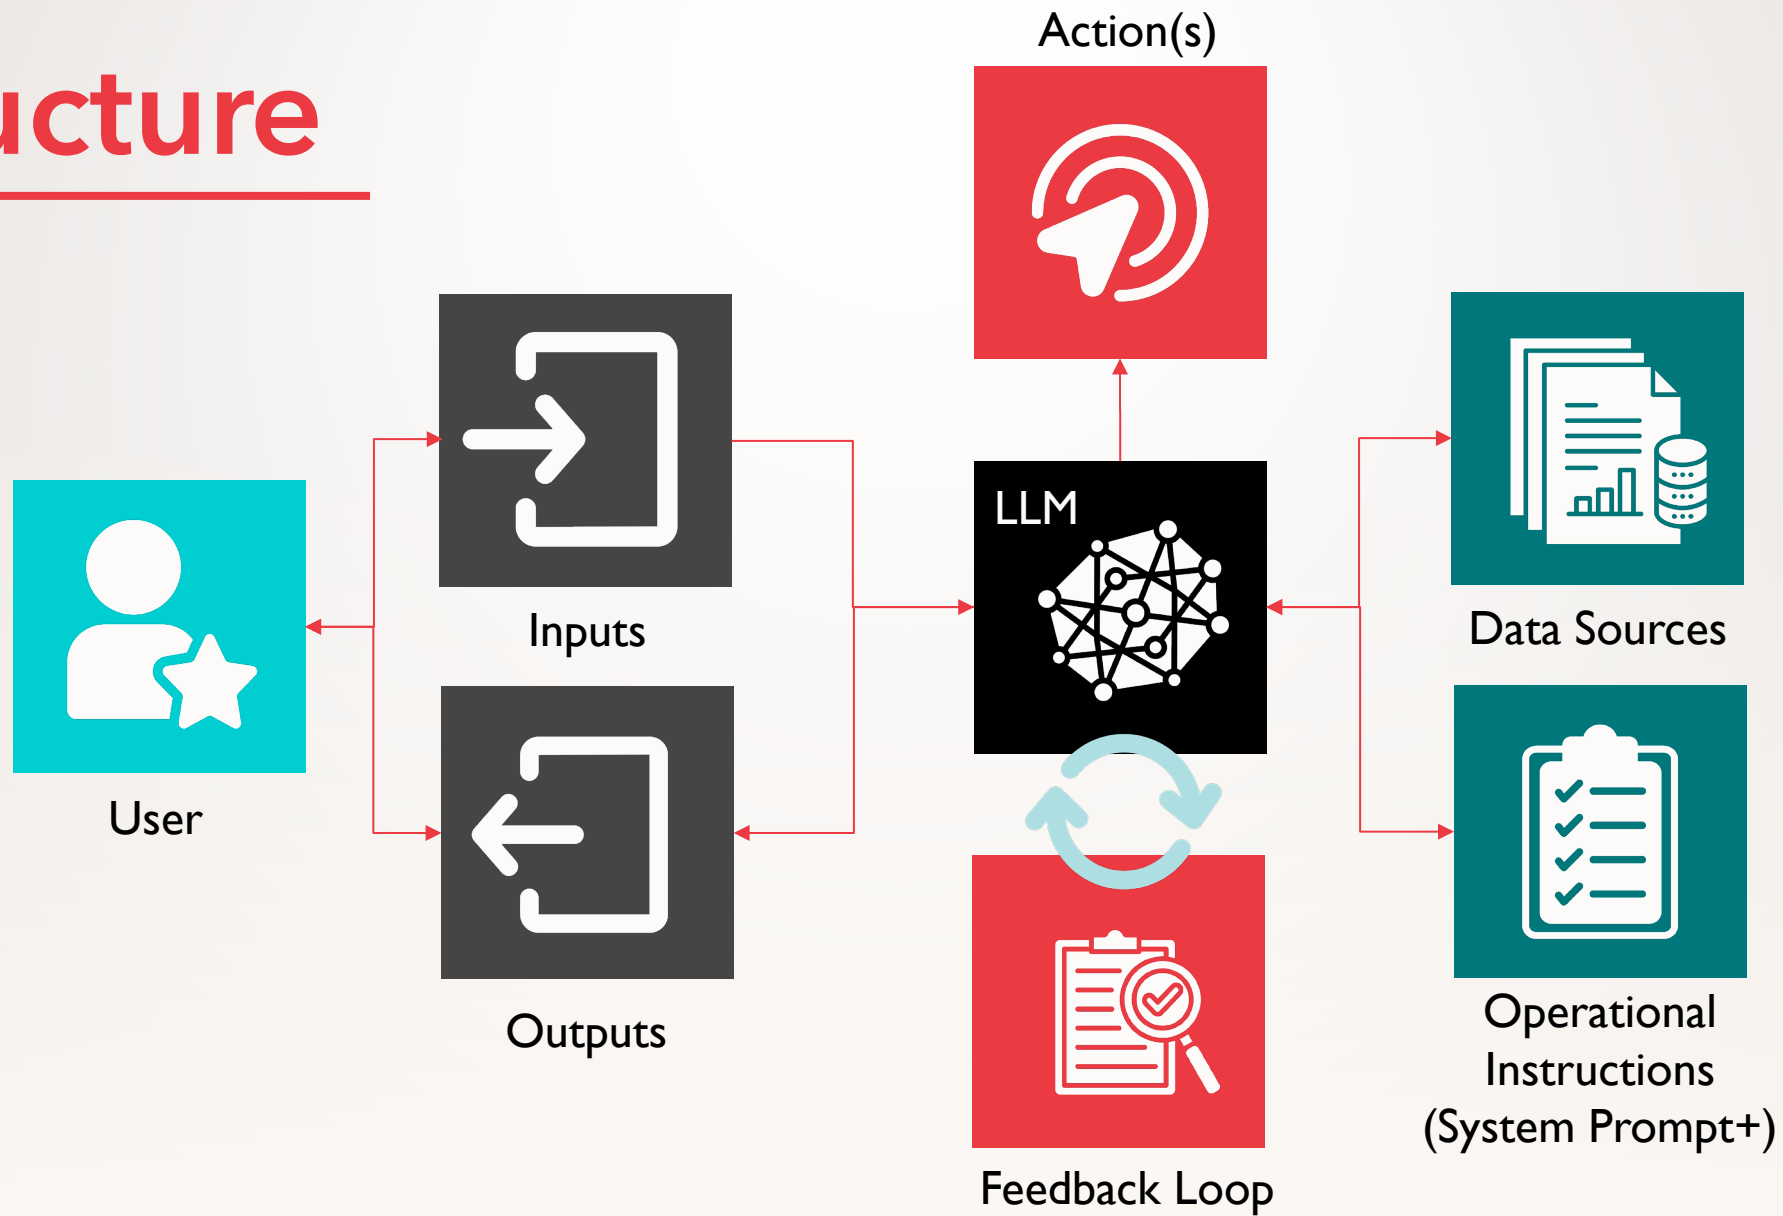 ucture
Action(s)
LLM
Inputs
Data Sources
User
Outputs
Operational
Instructions
(System Prompt+)
Feedback Loop